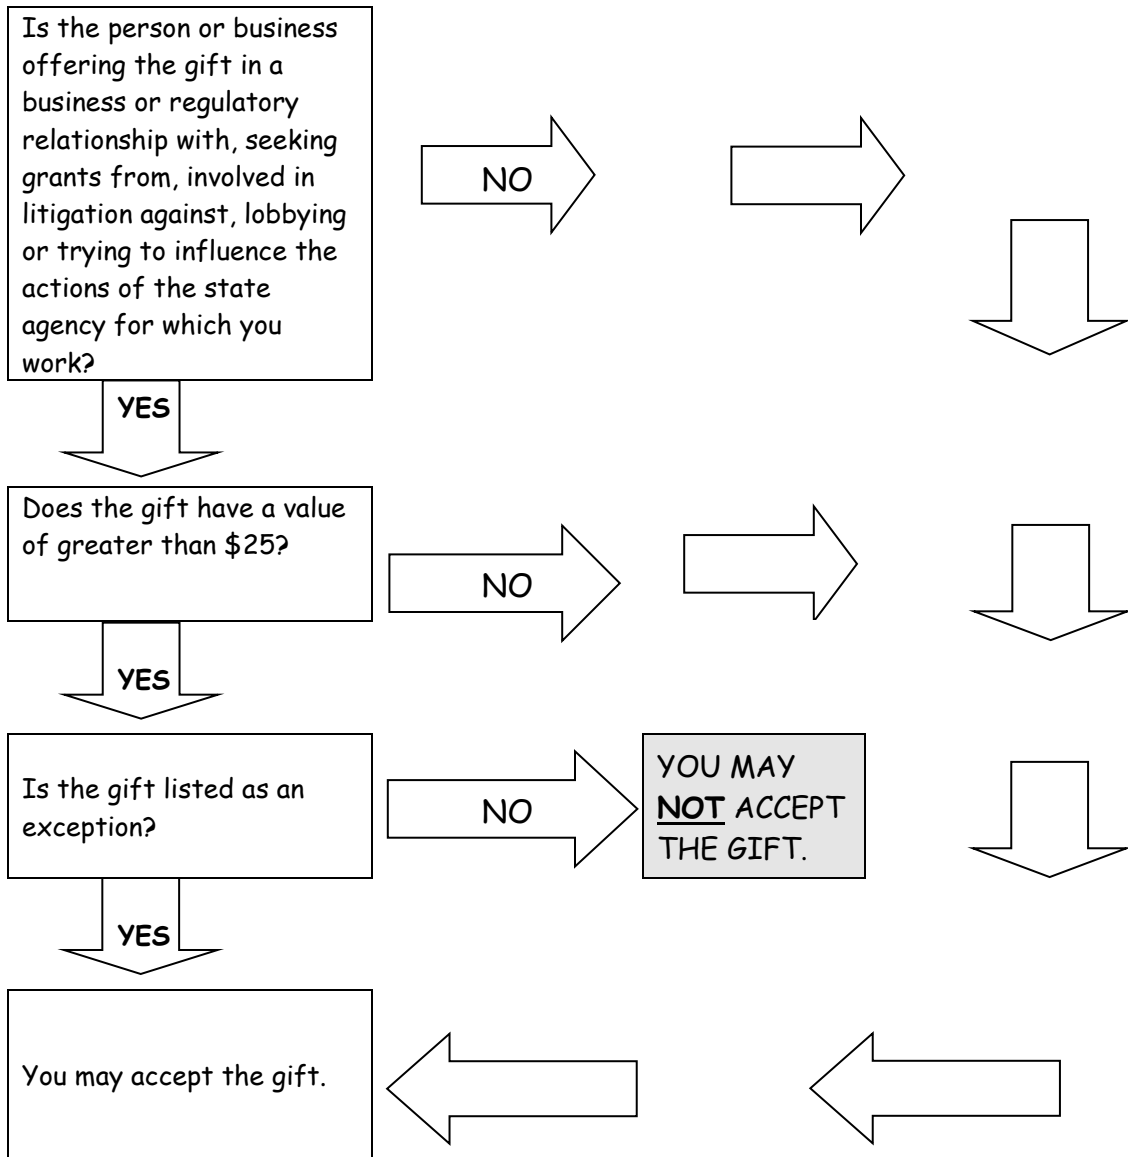 Is the person or business
offering the gift in a
business or regulatory
relationship with, seeking
grants from, involved in
litigation against, lobbying
or trying to influence the
actions of the state
agency for which you
work?
NO
YES
Does the gift have a value
of greater than $25?
NO
YES
Is the gift listed as an
exception?
NO
YOU MAY
NOT ACCEPT
THE GIFT.
YES
You may accept the gift.